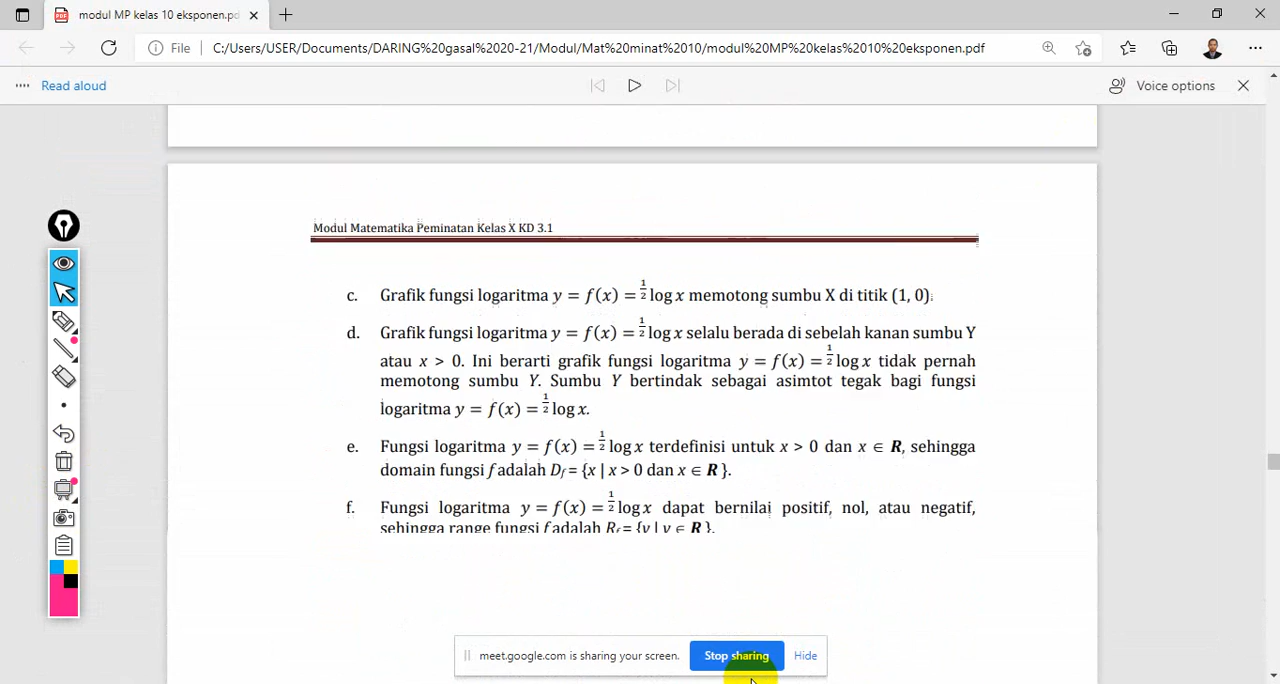 modul MP kelas 10 eksponen.pd
File C:/Users/USER/Documents/DARING%20gasal%202020-21/Modul/Mat%20minat%2010/modul%20MP%20kelas%2010%20eksponen.pdf
Read aloud
Voice options
Modul Matematika Peminatan Kelas X KD 3.1
c. Grafik fungsi logaritma y = f(x) = ½log x memotong sumbu X di titik (1, 0).
d. Grafik fungsi logaritma y = f(x) = ½log x selalu berada di sebelah kanan sumbu Y
atau x > 0. Ini berarti grafik fungsi logaritma y = f(x) = ½log x tidak pernah
memotong sumbu Y. Sumbu Y bertindak sebagai asimtot tegak bagi fungsi
logaritma y = f(x) = ½log x.
e. Fungsi logaritma y = f(x) = ½log x terdefinisi untuk x > 0 dan x ∈ R, sehingga
domain fungsi f adalah Df = {x | x > 0 dan x ∈ R }.
f. Fungsi logaritma y = f(x) = ½log x dapat bernilai positif, nol, atau negatif,
sehingga range fungsi f adalah Rf = {y | y ∈ R }.
meet.google.com is sharing your screen. Stop sharing Hide